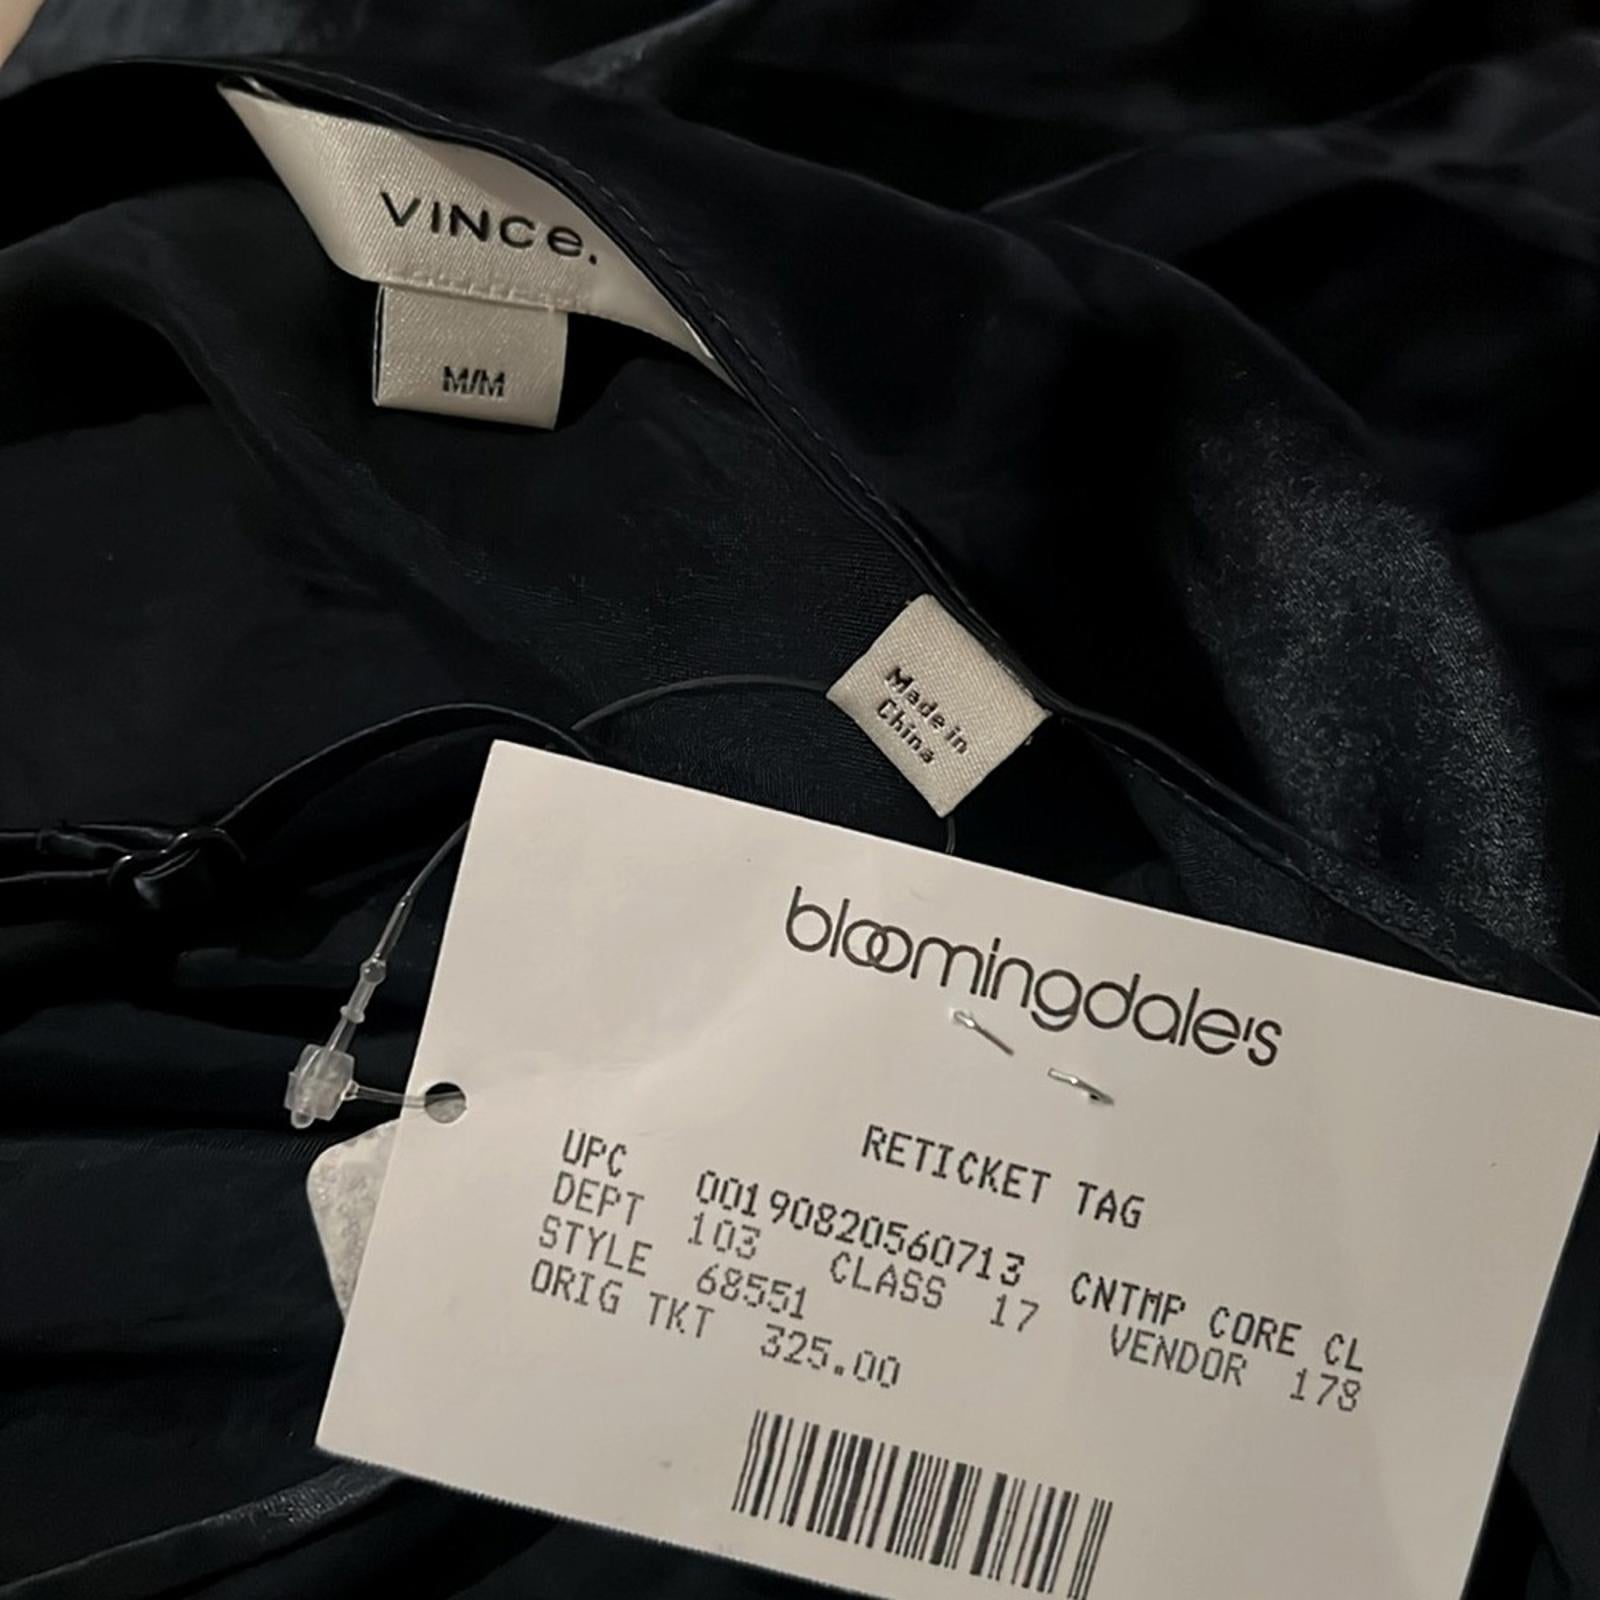 VINCE.
M/M
Made in
China
bloomingdale's
RETICKET TAG
UPC 00190820560713 CNTMP CORE CL
DEPT 103 CLASS 17 VENDOR 178
STYLE 68551
ORIG TKT 325.00